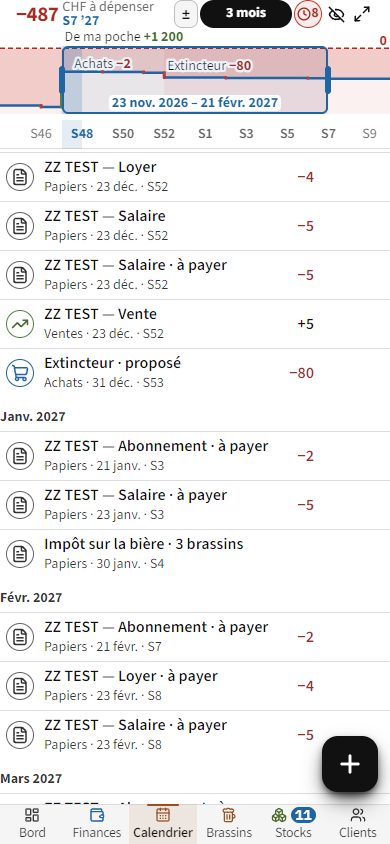 −487 CHF à dépenser
S7 ’27
±
3 mois
8
De ma poche +1 200
0
Achats −2
Extincteur −80
23 nov. 2026 – 21 févr. 2027
S46 S48 S50 S52 S1 S3 S5 S7 S9
ZZ TEST — Loyer
−4
Papiers · 23 déc. · S52
ZZ TEST — Salaire
−5
Papiers · 23 déc. · S52
ZZ TEST — Salaire · à payer
−5
Papiers · 23 déc. · S52
ZZ TEST — Vente
+5
Ventes · 23 déc. · S52
Extincteur · proposé
−80
Achats · 31 déc. · S53
Janv. 2027
ZZ TEST — Abonnement · à payer
−2
Papiers · 21 janv. · S3
ZZ TEST — Salaire · à payer
−5
Papiers · 23 janv. · S3
Impôt sur la bière · 3 brassins
Papiers · 30 janv. · S4
Févr. 2027
ZZ TEST — Abonnement · à payer
−2
Papiers · 21 févr. · S7
ZZ TEST — Loyer · à payer
−4
Papiers · 23 févr. · S8
ZZ TEST — Salaire · à payer
−5
Papiers · 23 févr. · S8
Mars 2027
11
Bord Finances Calendrier Brassins Stocks Clients